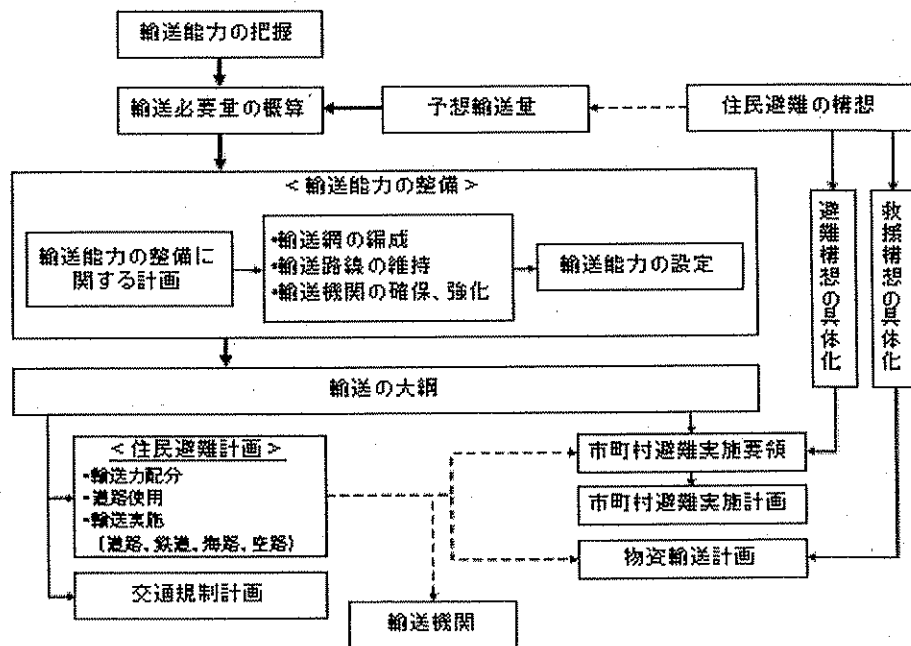 輸送能力の把握
輸送必要量の概算
予想輸送量
住民避難の構想
<輸送能力の整備>
輸送能力の整備に
関する計画
・輸送網の編成
・輸送路線の維持
・輸送機関の確保、強化
輸送能力の設定
避難構想の具体化
救援構想の具体化
輸送の大綱
<住民避難計画>
・輸送力配分
・道路使用
・輸送実施
(道路、鉄道、海路、空路)
市町村避難実施要領
市町村避難実施計画
物資輸送計画
交通規制計画
輸送機関